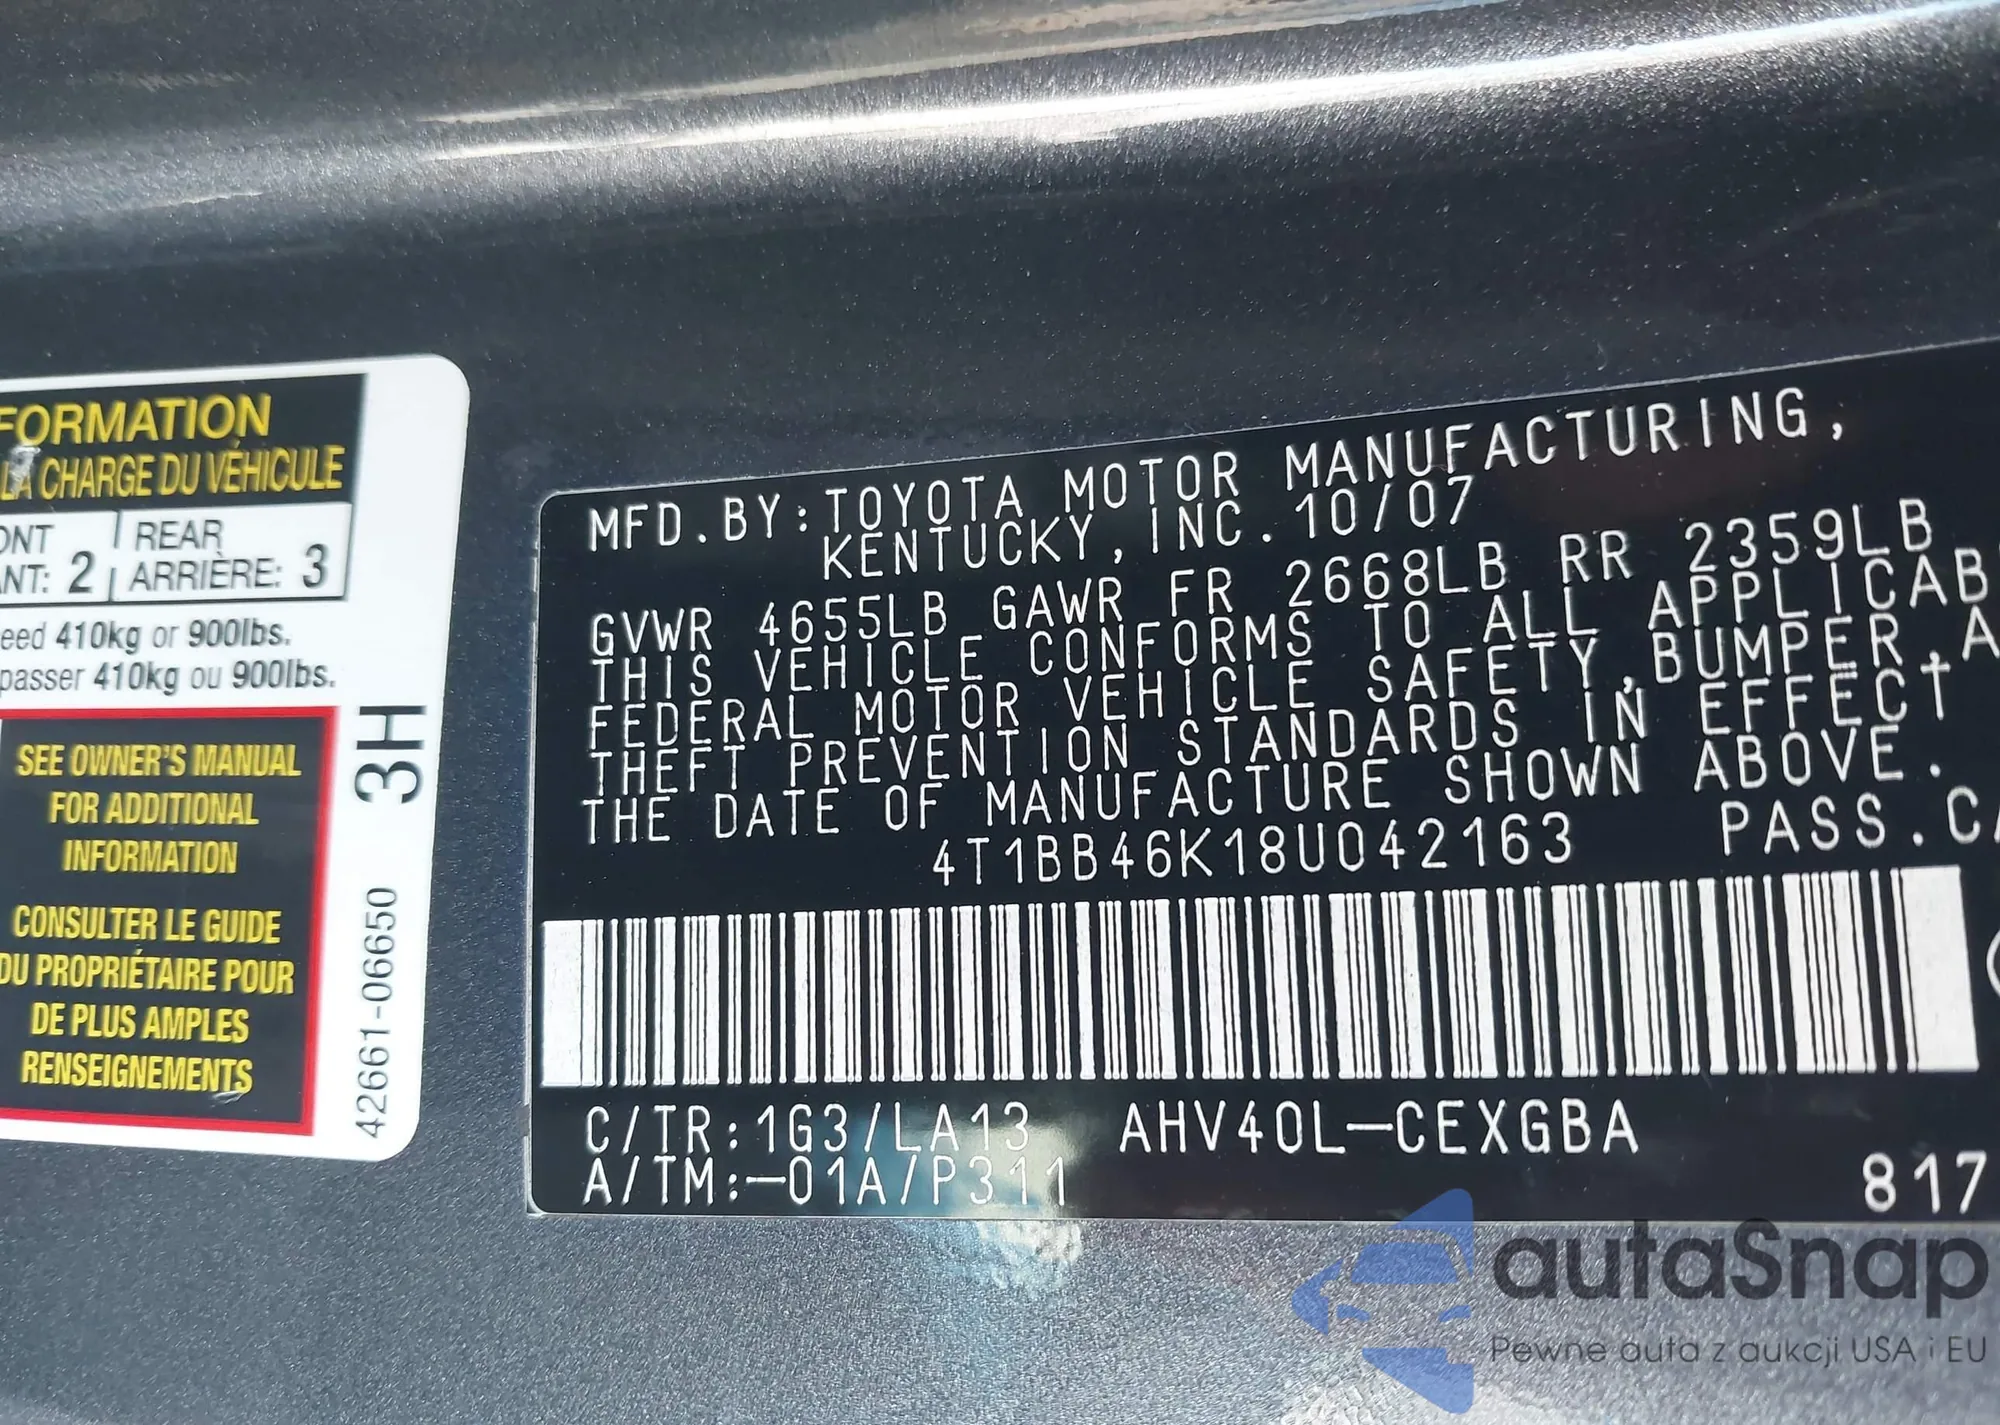 FORMATION
LA CHARGE DU VÉHICULE
ONT
ANT: 2
REAR
ARRIÈRE: 3
eed 410kg or 900lbs.
passer 410kg ou 900lbs.
SEE OWNER'S MANUAL
FOR ADDITIONAL
INFORMATION
CONSULTER LE GUIDE
DU PROPRIÉTAIRE POUR
DE PLUS AMPLES
RENSEIGNEMENTS
3H
42661-06650
MFD.BY:TOYOTA MOTOR MANUFACTURING,
KENTUCKY,INC. 10/07
GVWR 4655LB GAWR FR 2668LB RR 2359LB
THIS VEHICLE CONFORMS TO ALL APPLICAB
FEDERAL MOTOR VEHICLE SAFETY,BUMPER,A
THEFT PREVENTION STANDARDS IN EFFECT
THE DATE OF MANUFACTURE SHOWN ABOVE.
4T1BB46K18U042163 PASS.CA
C/TR:1G3/LA13 AHV40L-CEXGBA
A/TM:-01A/P311
817
autaSnap
Pewne auta z aukcji USA i EU